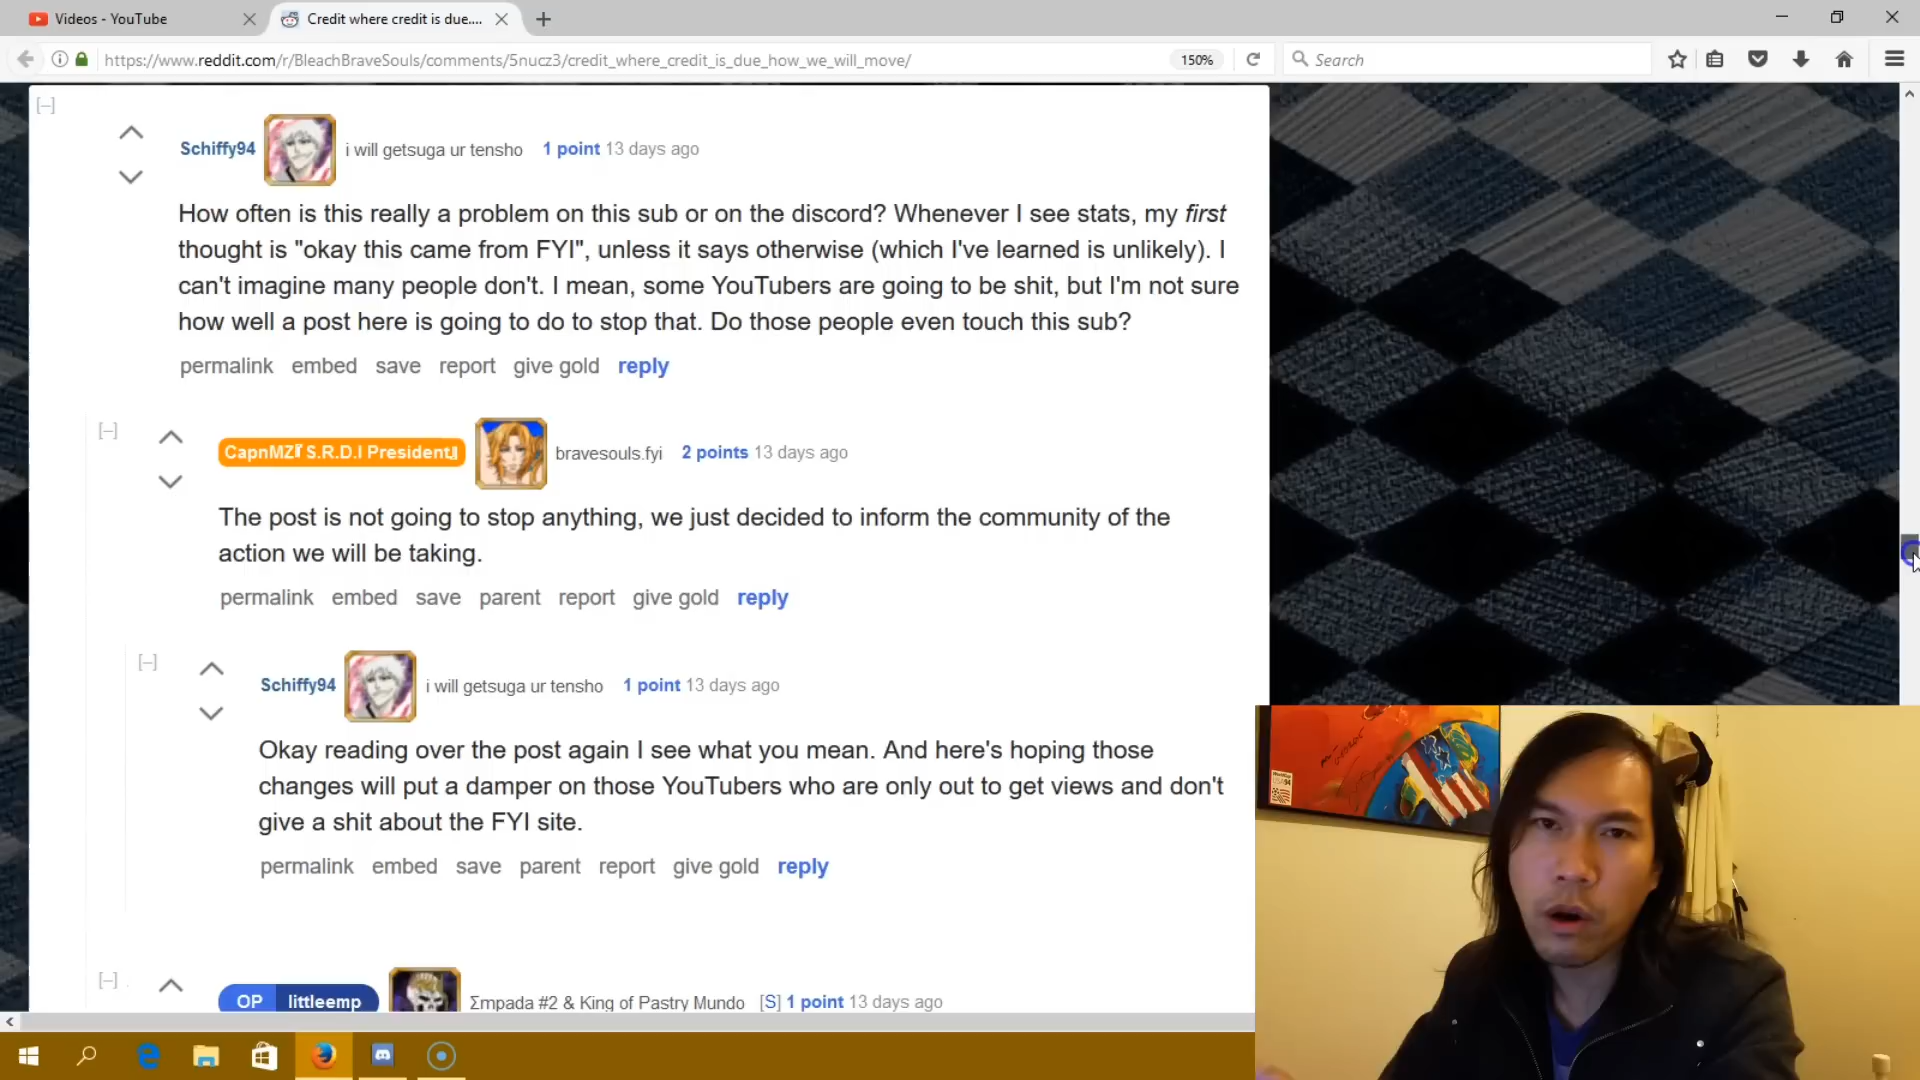 Videos - YouTube
Credit where credit is due....
https://www.reddit.com/r/BleachBraveSouls/comments/5nucz3/credit_where_credit_is_due_how_we_will_move/
150%
Search
[–]
Schiffy94 i will getsuga ur tensho 1 point 13 days ago
How often is this really a problem on this sub or on the discord? Whenever I see stats, my first
thought is "okay this came from FYI", unless it says otherwise (which I've learned is unlikely). I
can't imagine many people don't. I mean, some YouTubers are going to be shit, but I'm not sure
how well a post here is going to do to stop that. Do those people even touch this sub?
permalink embed save report give gold reply
[–]
CapnMZ『S.R.D.I President』 bravesouls.fyi 2 points 13 days ago
The post is not going to stop anything, we just decided to inform the community of the
action we will be taking.
permalink embed save parent report give gold reply
[–]
Schiffy94 i will getsuga ur tensho 1 point 13 days ago
Okay reading over the post again I see what you mean. And here's hoping those
changes will put a damper on those YouTubers who are only out to get views and don't
give a shit about the FYI site.
permalink embed save parent report give gold reply
[–]
OP littleemp Σmpada #2 & King of Pastry Mundo [S] 1 point 13 days ago